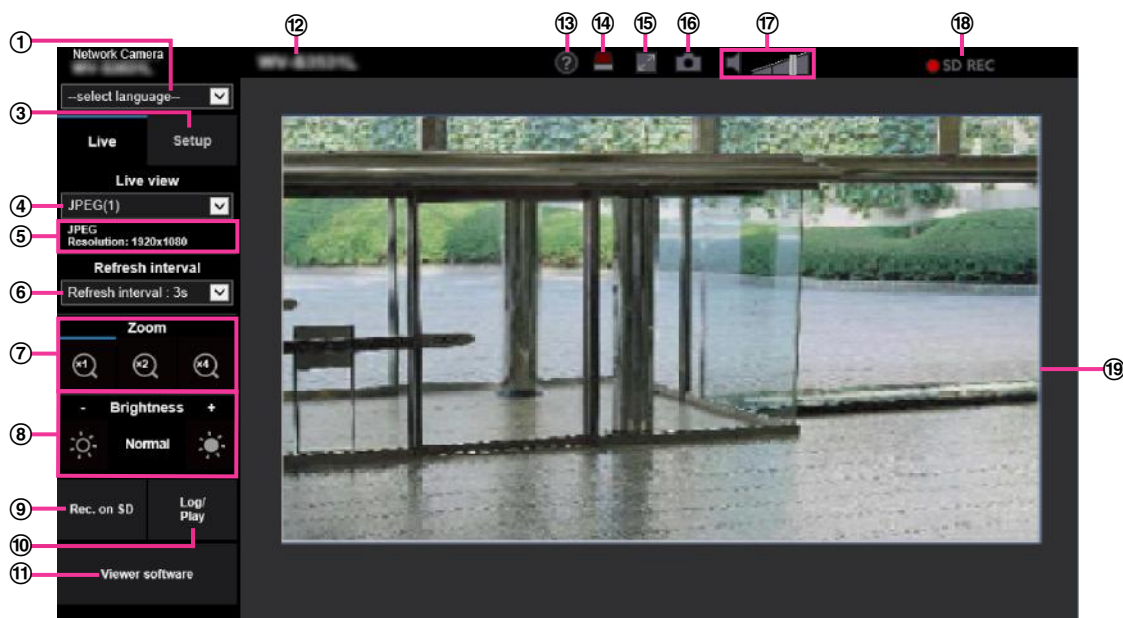 ⑫
⑬
⑭
⑮
⑯
⑰
⑱
①
Network Camera
--select language--
SD REC
③
Live
Setup
Live view
④
JPEG(1)
⑤
JPEG
Resolution: 1920x1080
Refresh interval
⑥
Refresh interval : 3s
Zoom
⑦
x1
x2
x4
⑲
- Brightness +
⑧
Normal
⑨
Rec. on SD
Log/
Play
⑩
⑪
Viewer software